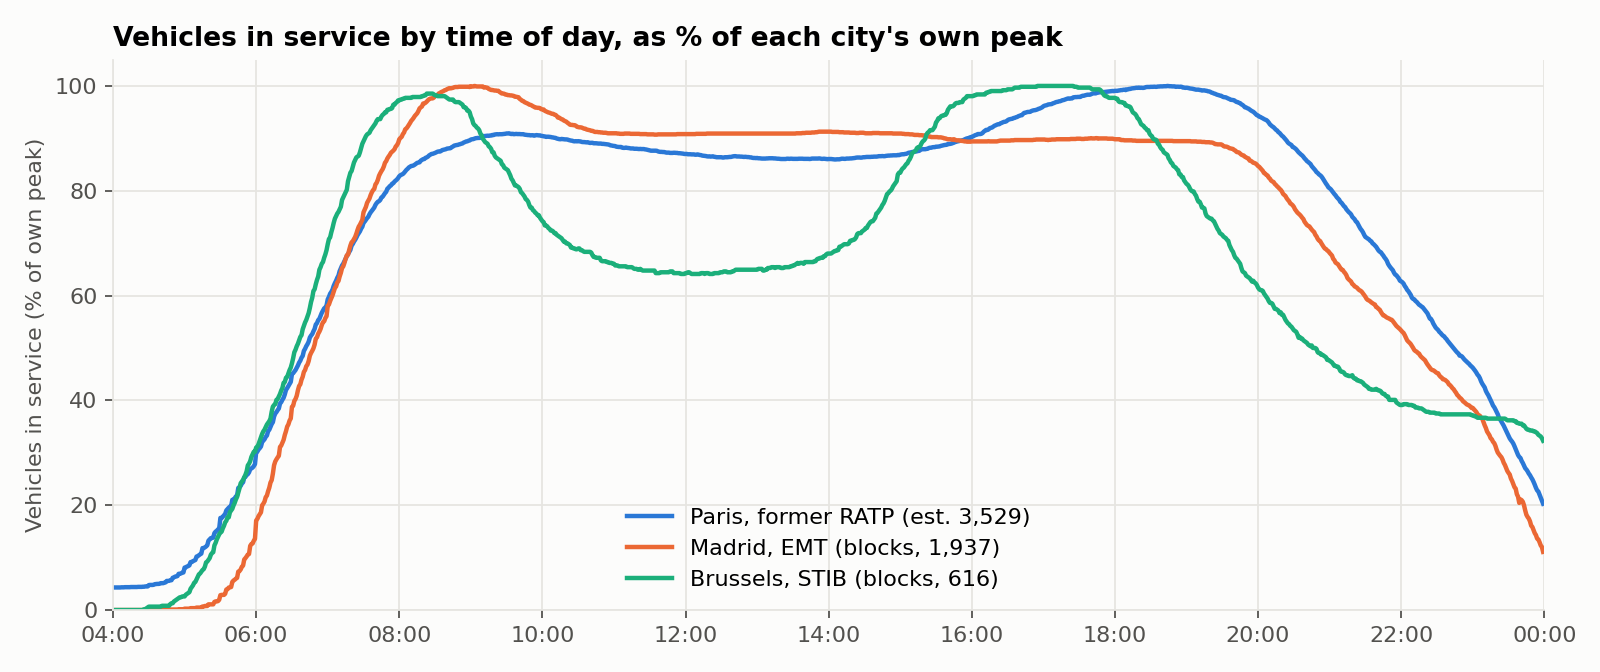 Vehicles in service by time of day, as % of each city's own peak
Vehicles in service (% of own peak)
100
80
60
40
20
0
04:00 06:00 08:00 10:00 12:00 14:00 16:00 18:00 20:00 22:00 00:00
Paris, former RATP (est. 3,529)
Madrid, EMT (blocks, 1,937)
Brussels, STIB (blocks, 616)